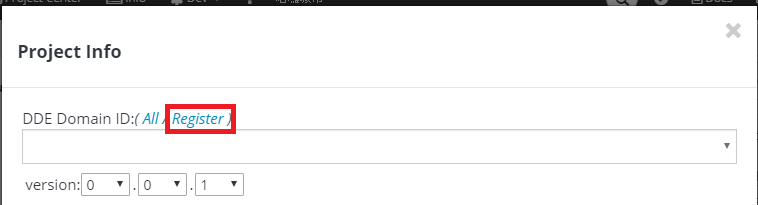 Project Info
×
DDE Domain ID:( All / Register )
version: 0 . 0 . 1